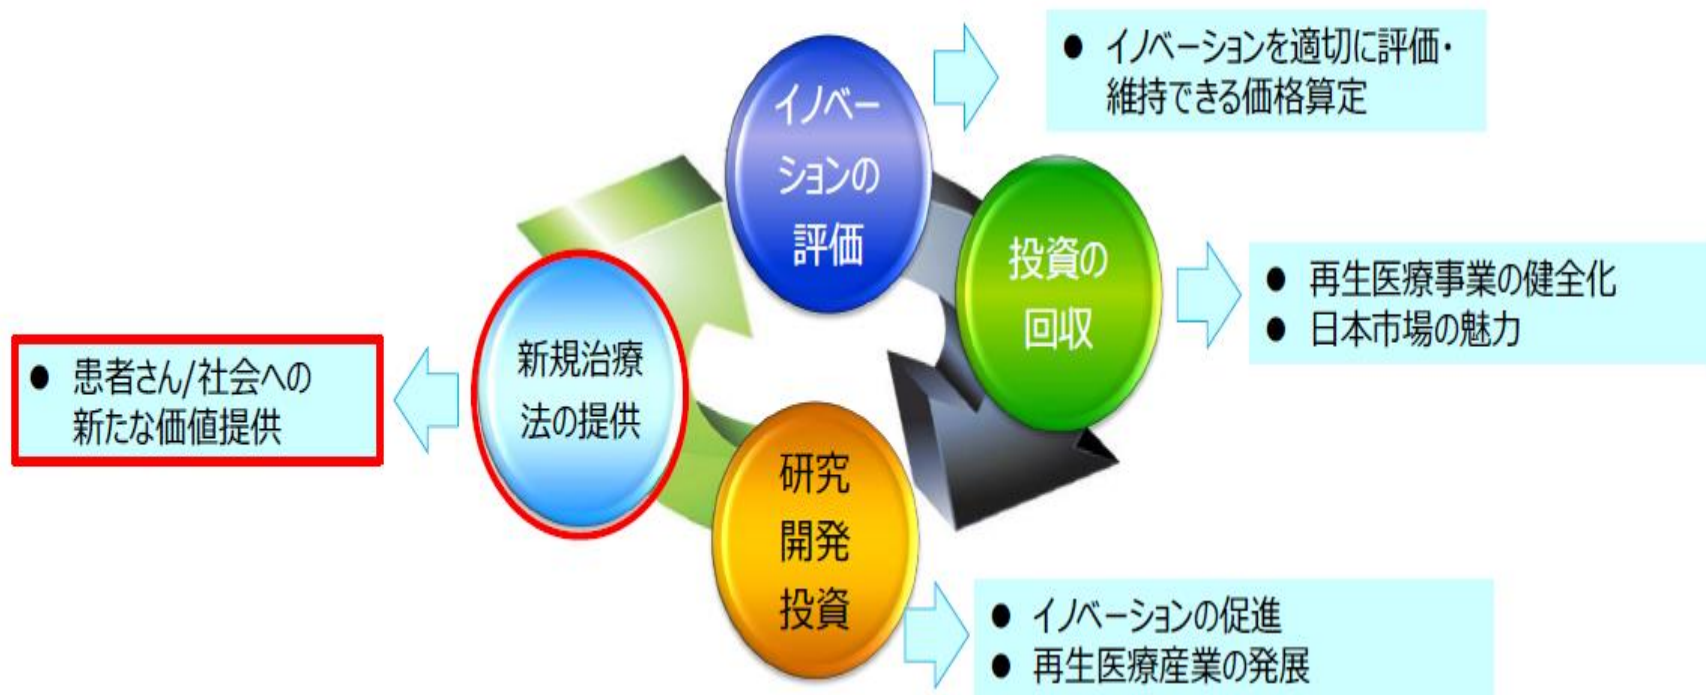 イノベー
ションの
評価
● イノベーションを適切に評価・
維持できる価格算定
投資の
回収
● 再生医療事業の健全化
● 日本市場の魅力
新規治療
法の提供
● 患者さん/社会への
新たな価値提供
研究
開発
投資
● イノベーションの促進
● 再生医療産業の発展